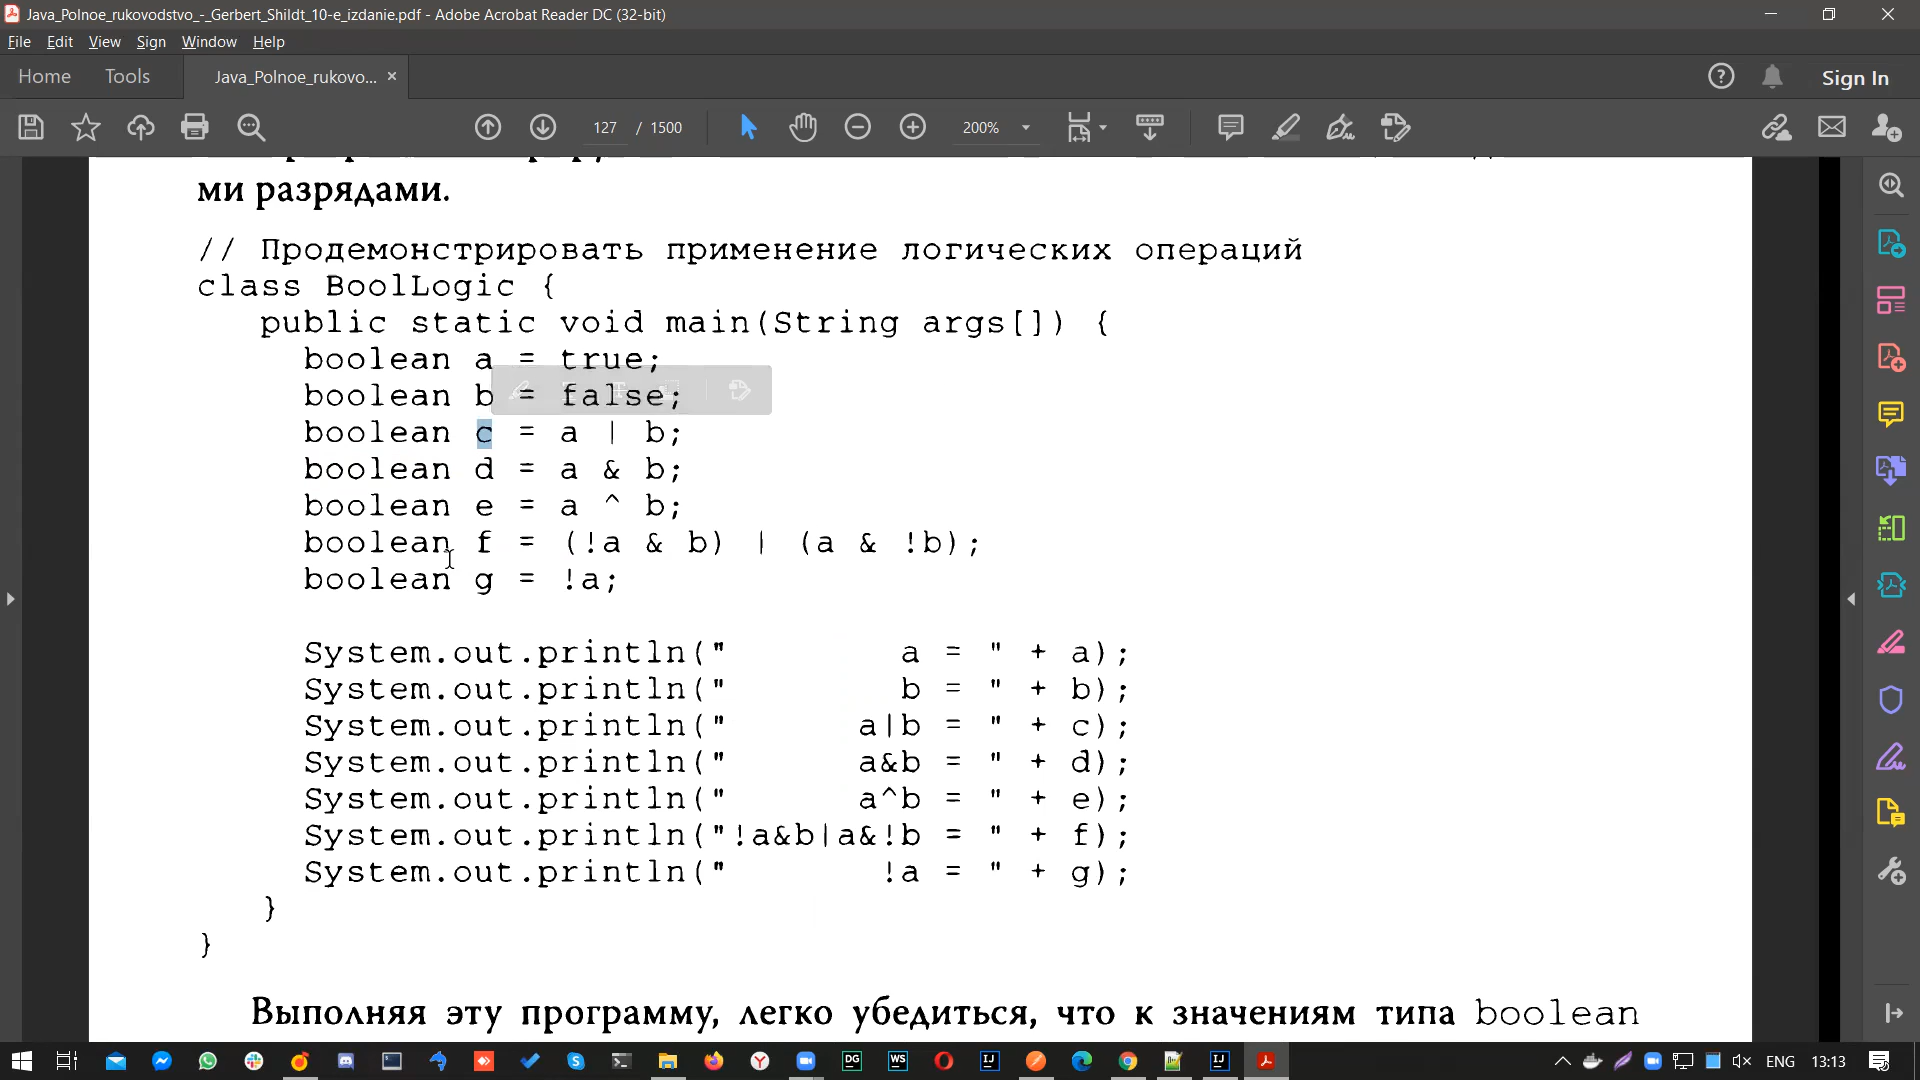 Java_Polnoe_rukovodstvo_-_Gerbert_Shildt_10-e_izdanie.pdf - Adobe Acrobat Reader DC (32-bit)
File Edit View Sign Window Help
Home Tools Java_Polnoe_rukovo... × Sign In
127 / 1500 200%
ми разрядами.
// Продемонстрировать применение логических операций
class BoolLogic {
public static void main(String args[]) {
boolean a = true;
boolean b = false;
boolean c = a | b;
boolean d = a & b;
boolean e = a ^ b;
boolean f = (!a & b) | (a & !b);
boolean g = !a;
System.out.println("        a = " + a);
System.out.println("        b = " + b);
System.out.println("      a|b = " + c);
System.out.println("      a&b = " + d);
System.out.println("      a^b = " + e);
System.out.println("!a&b|a&!b = " + f);
System.out.println("       !a = " + g);
}
}
Выполняя эту программу, легко убедиться, что к значениям типа boolean
DG WS IJ IJ ENG 13:13